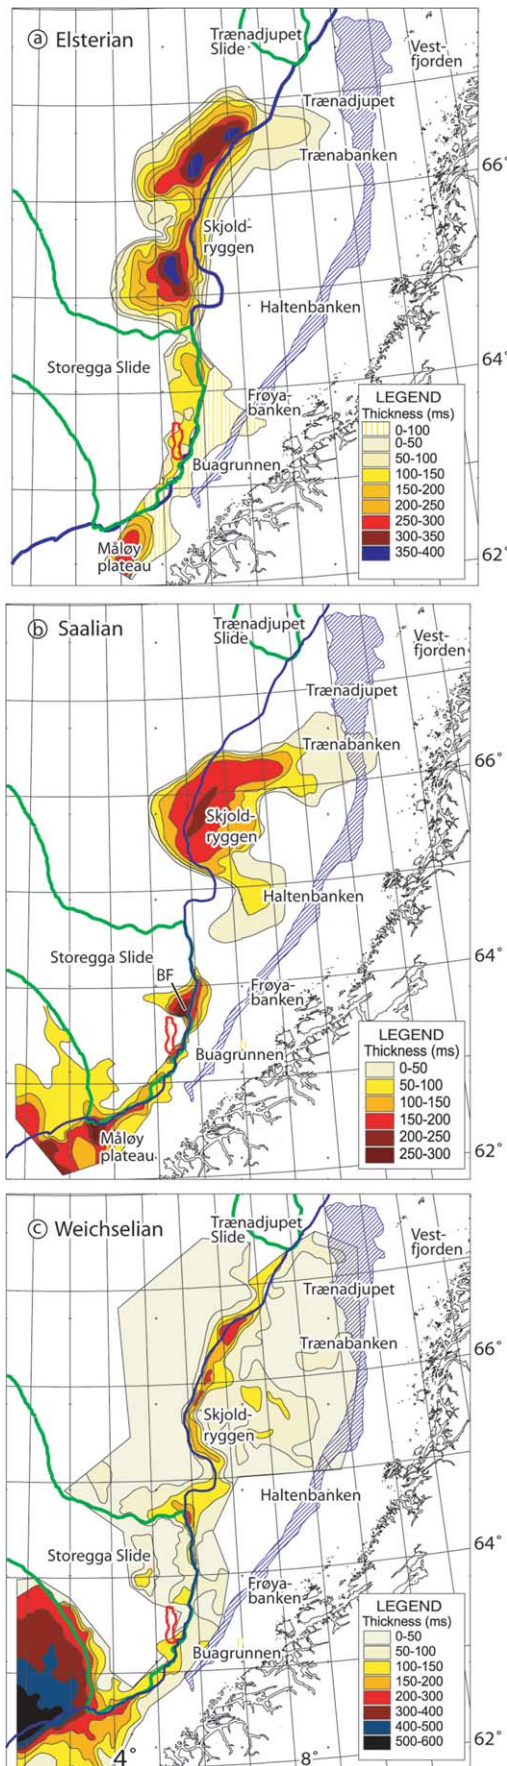 ⓐ Elsterian
Trænadjupet
Slide
Vest-
fjorden
Trænadjupet
Trænabanken
66°
Skjold-
ryggen
Haltenbanken
64°
Storegga Slide
Frøya-
banken
Buagrunnen
Måløy
plateau
62°
LEGEND
Thickness (ms)
0-100
0-50
50-100
100-150
150-200
200-250
250-300
300-350
350-400
ⓑ Saalian
Trænadjupet
Slide
Vest-
fjorden
Trænadjupet
Trænabanken
66°
Skjold-
ryggen
Haltenbanken
Storegga Slide
64°
BF
Frøya-
banken
Buagrunnen
Måløy
plateau
62°
LEGEND
Thickness (ms)
0-50
50-100
100-150
150-200
200-250
250-300
ⓒ Weichselian
Trænadjupet
Slide
Vest-
fjorden
Trænadjupet
Trænabanken
66°
Skjold-
ryggen
Haltenbanken
64°
Storegga Slide
Frøya-
banken
Buagrunnen
62°
4°
8°
LEGEND
Thickness (ms)
0-50
50-100
100-150
150-200
200-300
300-400
400-500
500-600